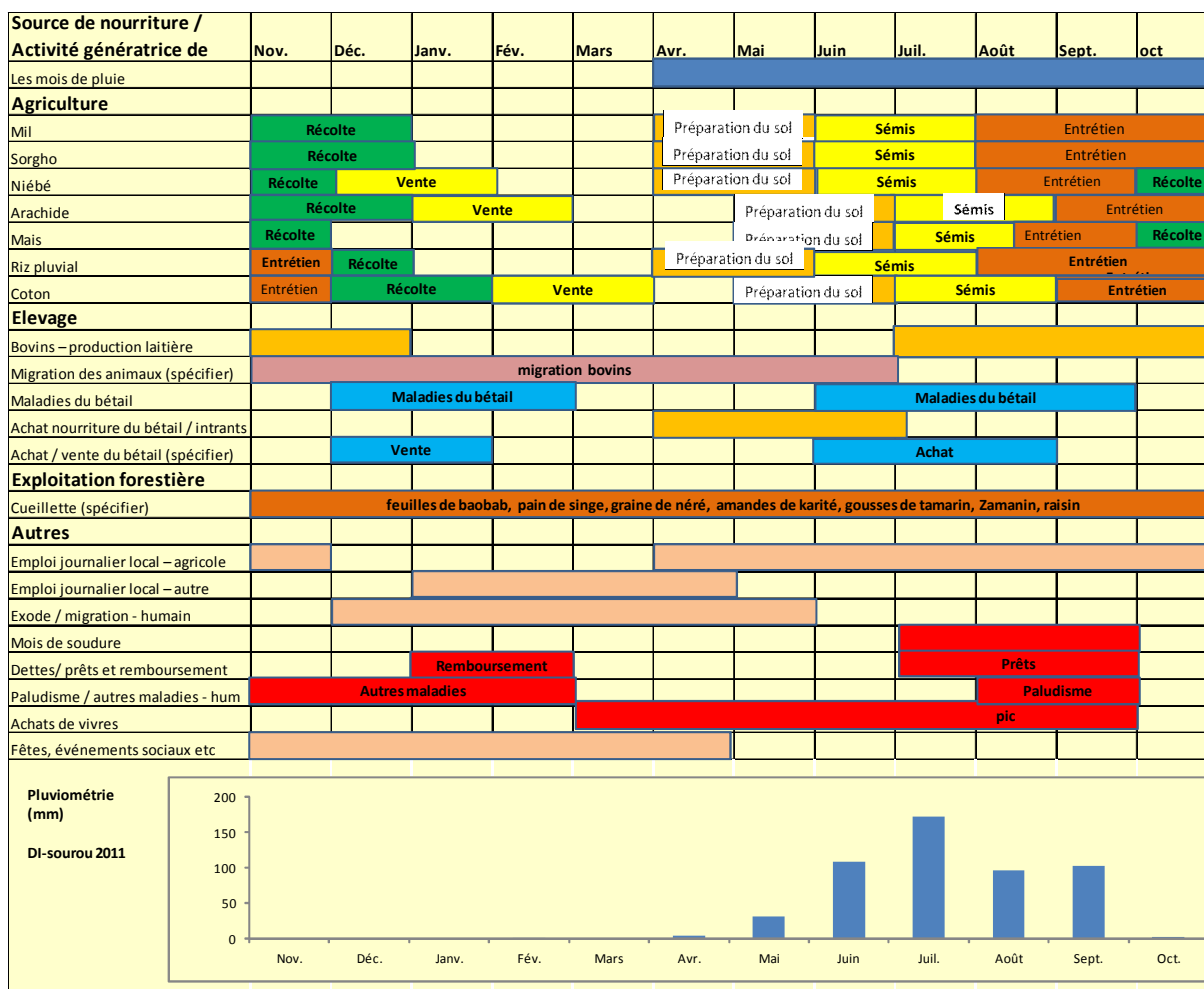 Source de nourriture /
Activité génératrice de Nov. Déc. Janv. Fév. Mars Avr. Mai Juin Juil. Août Sept. oct
Les mois de pluie
Agriculture
Mil Récolte Préparation du sol Sémis Entrétien
Sorgho Récolte Préparation du sol Sémis Entrétien
Niébé Récolte Vente Préparation du sol Sémis Entrétien Récolte
Arachide Récolte Vente Préparation du sol Sémis Entrétien
Mais Récolte Préparation du sol Sémis Entrétien Récolte
Riz pluvial Entrétien Récolte Préparation du sol Sémis Entrétien
Coton Entrétien Récolte Vente Préparation du sol Sémis Entrétien
Elevage
Bovins – production laitière
Migration des animaux (spécifier) migration bovins
Maladies du bétail Maladies du bétail Maladies du bétail
Achat nourriture du bétail / intrants
Achat / vente du bétail (spécifier) Vente Achat
Exploitation forestière
Cueillette (spécifier) feuilles de baobab, pain de singe, graine de néré, amandes de karité, gousses de tamarin, Zamanin, raisin
Autres
Emploi journalier local – agricole
Emploi journalier local – autre
Exode / migration - humain
Mois de soudure
Dettes/ prêts et remboursement Remboursement Prêts
Paludisme / autres maladies - hum Autres maladies Paludisme
Achats de vivres pic
Fêtes, événements sociaux etc
Pluviométrie
(mm)
DI-sourou 2011
200
150
100
50
0
Nov. Déc. Janv. Fév. Mars Avr. Mai Juin Juil. Août Sept. Oct.